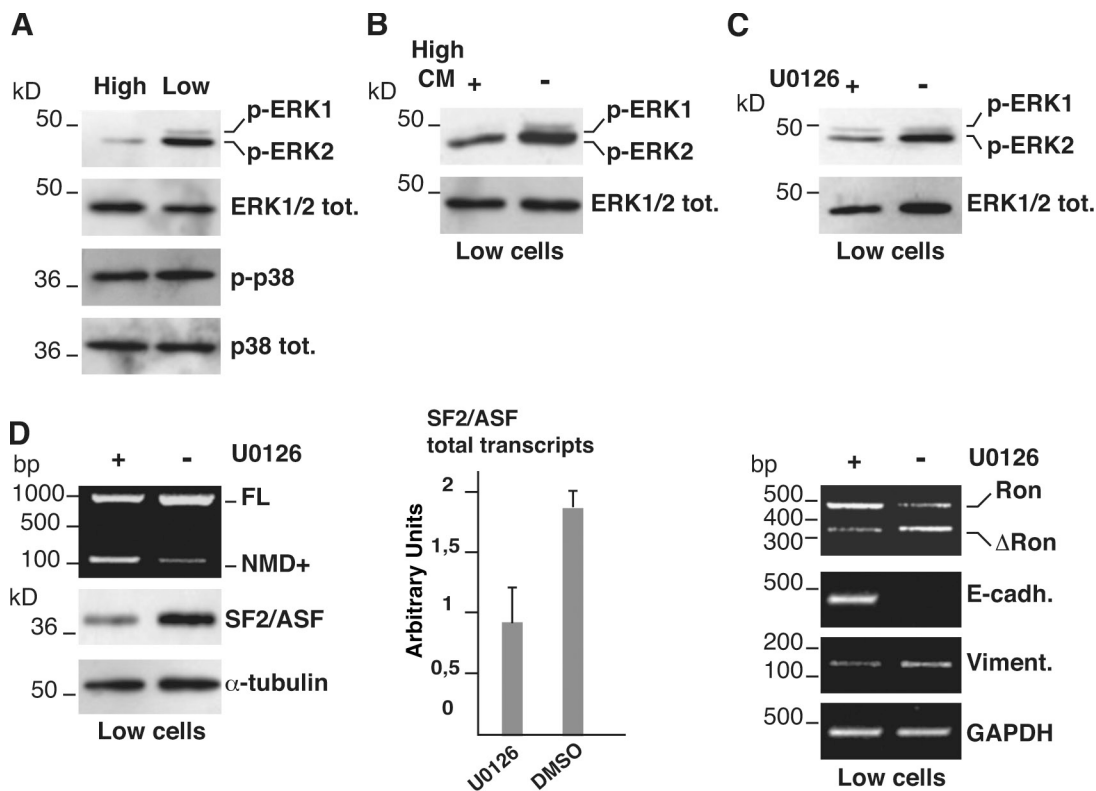 A
High Low
kD
50
p-ERK1
p-ERK2
50
ERK1/2 tot.
36
p-p38
36
p38 tot.
B
High
CM + -
kD
50
p-ERK1
p-ERK2
50
ERK1/2 tot.
Low cells
C
U0126 + -
kD
50
p-ERK1
p-ERK2
50
ERK1/2 tot.
Low cells
D
bp + - U0126
1000
FL
500
100
NMD+
kD
36
SF2/ASF
50
α-tubulin
Low cells
SF2/ASF
total transcripts
Arbitrary Units
2
1,5
1
0,5
0
U0126
DMSO
bp + - U0126
500
Ron
400
300
ΔRon
500
E-cadh.
200
100
Viment.
500
GAPDH
Low cells